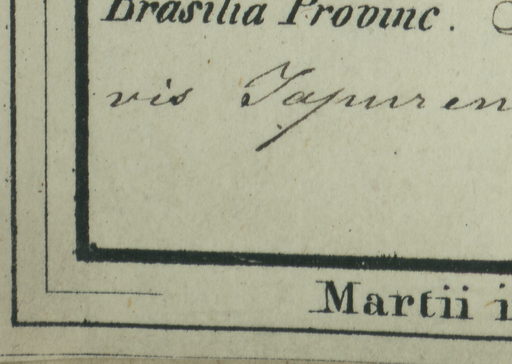 Brasilia Provinc.
vis Japuren
Martii i